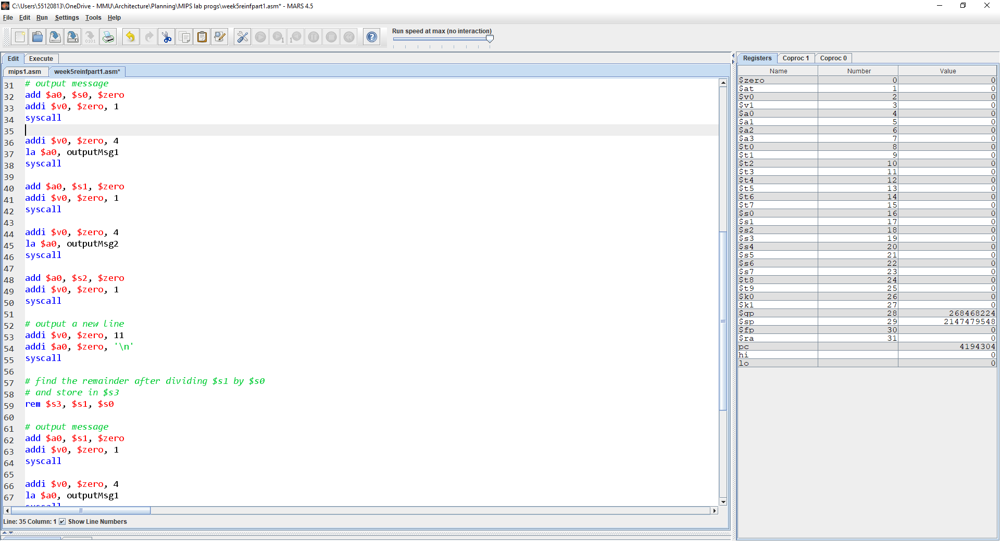 C:\Users\55120813\OneDrive - MMU\Architecture\Planning\MIPS lab progs\week5reinfpart1.asm* - MARS 4.5
File Edit Run Settings Tools Help
Run speed at max (no interaction)
Edit Execute
mips1.asm week5reinfpart1.asm*
31 # output message
32 add $a0, $s0, $zero
33 addi $v0, $zero, 1
34 syscall
35
36 addi $v0, $zero, 4
37 la $a0, outputMsg1
38 syscall
39
40 add $a0, $s1, $zero
41 addi $v0, $zero, 1
42 syscall
43
44 addi $v0, $zero, 4
45 la $a0, outputMsg2
46 syscall
47
48 add $a0, $s2, $zero
49 addi $v0, $zero, 1
50 syscall
51
52 # output a new line
53 addi $v0, $zero, 11
54 addi $a0, $zero, '\n'
55 syscall
56
57 # find the remainder after dividing $s1 by $s0
58 # and store in $s3
59 rem $s3, $s1, $s0
60
61 # output message
62 add $a0, $s1, $zero
63 addi $v0, $zero, 1
64 syscall
65
66 addi $v0, $zero, 4
67 la $a0, outputMsg1
Line: 35 Column: 1 Show Line Numbers
Registers Coproc 1 Coproc 0
Name Number Value
$zero 0 0
$at 1 0
$v0 2 0
$v1 3 0
$a0 4 0
$a1 5 0
$a2 6 0
$a3 7 0
$t0 8 0
$t1 9 0
$t2 10 0
$t3 11 0
$t4 12 0
$t5 13 0
$t6 14 0
$t7 15 0
$s0 16 0
$s1 17 0
$s2 18 0
$s3 19 0
$s4 20 0
$s5 21 0
$s6 22 0
$s7 23 0
$t8 24 0
$t9 25 0
$k0 26 0
$k1 27 0
$gp 28 268468224
$sp 29 2147479548
$fp 30 0
$ra 31 0
pc 4194304
hi 0
lo 0